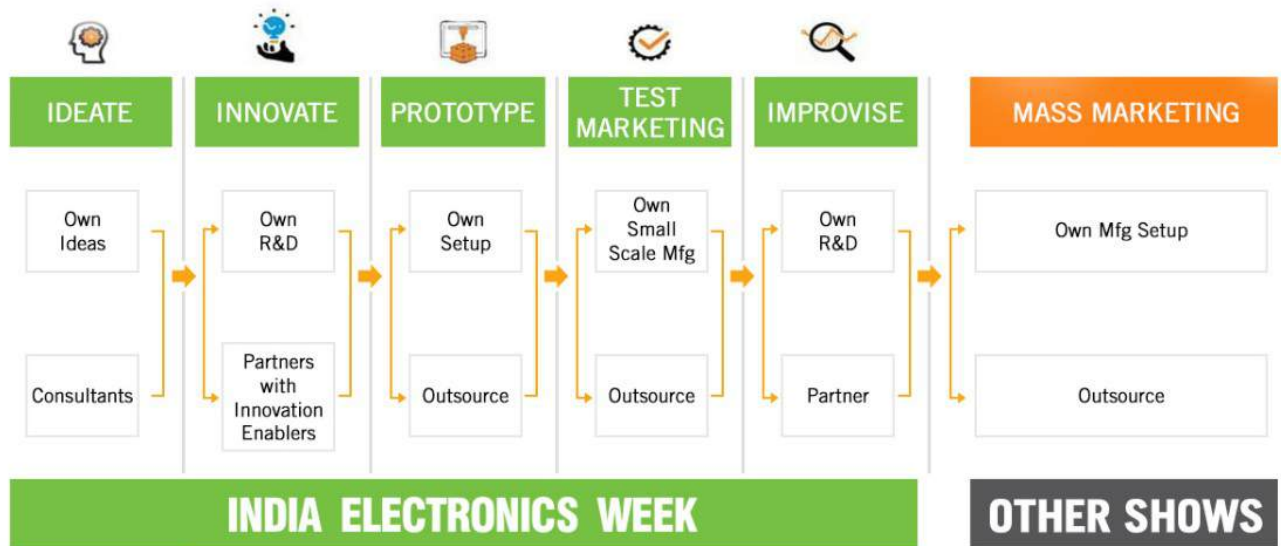 IDEATE
INNOVATE
PROTOTYPE
TEST
MARKETING
IMPROVISE
MASS MARKETING
Own
Ideas
Own
R&D
Own
Setup
Own
Small
Scale Mfg
Own
R&D
Own Mfg Setup
Consultants
Partners
with
Innovation
Enablers
Outsource
Outsource
Partner
Outsource
INDIA ELECTRONICS WEEK
OTHER SHOWS